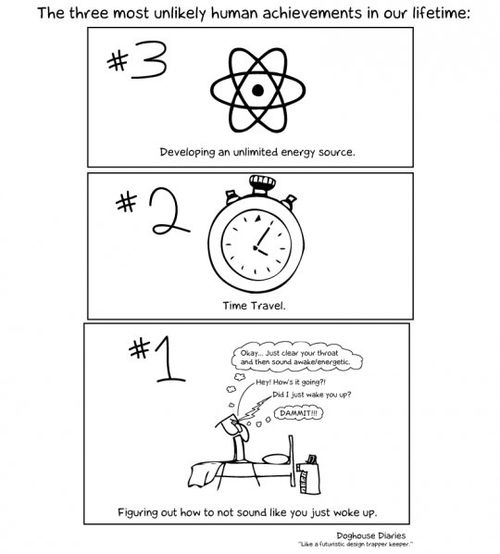 The three most unlikely human achievements in our lifetime:
#3
Developing an unlimited energy source.
#2
Time Travel.
#1
Okay... Just clear your throat
and then sound awake/energetic.
Hey! How's it going?!
Did I just wake you up?
DAMMIT!!!
Figuring out how to not sound like you just woke up.
Doghouse Diaries
"Like a futuristic design trapper keeper."